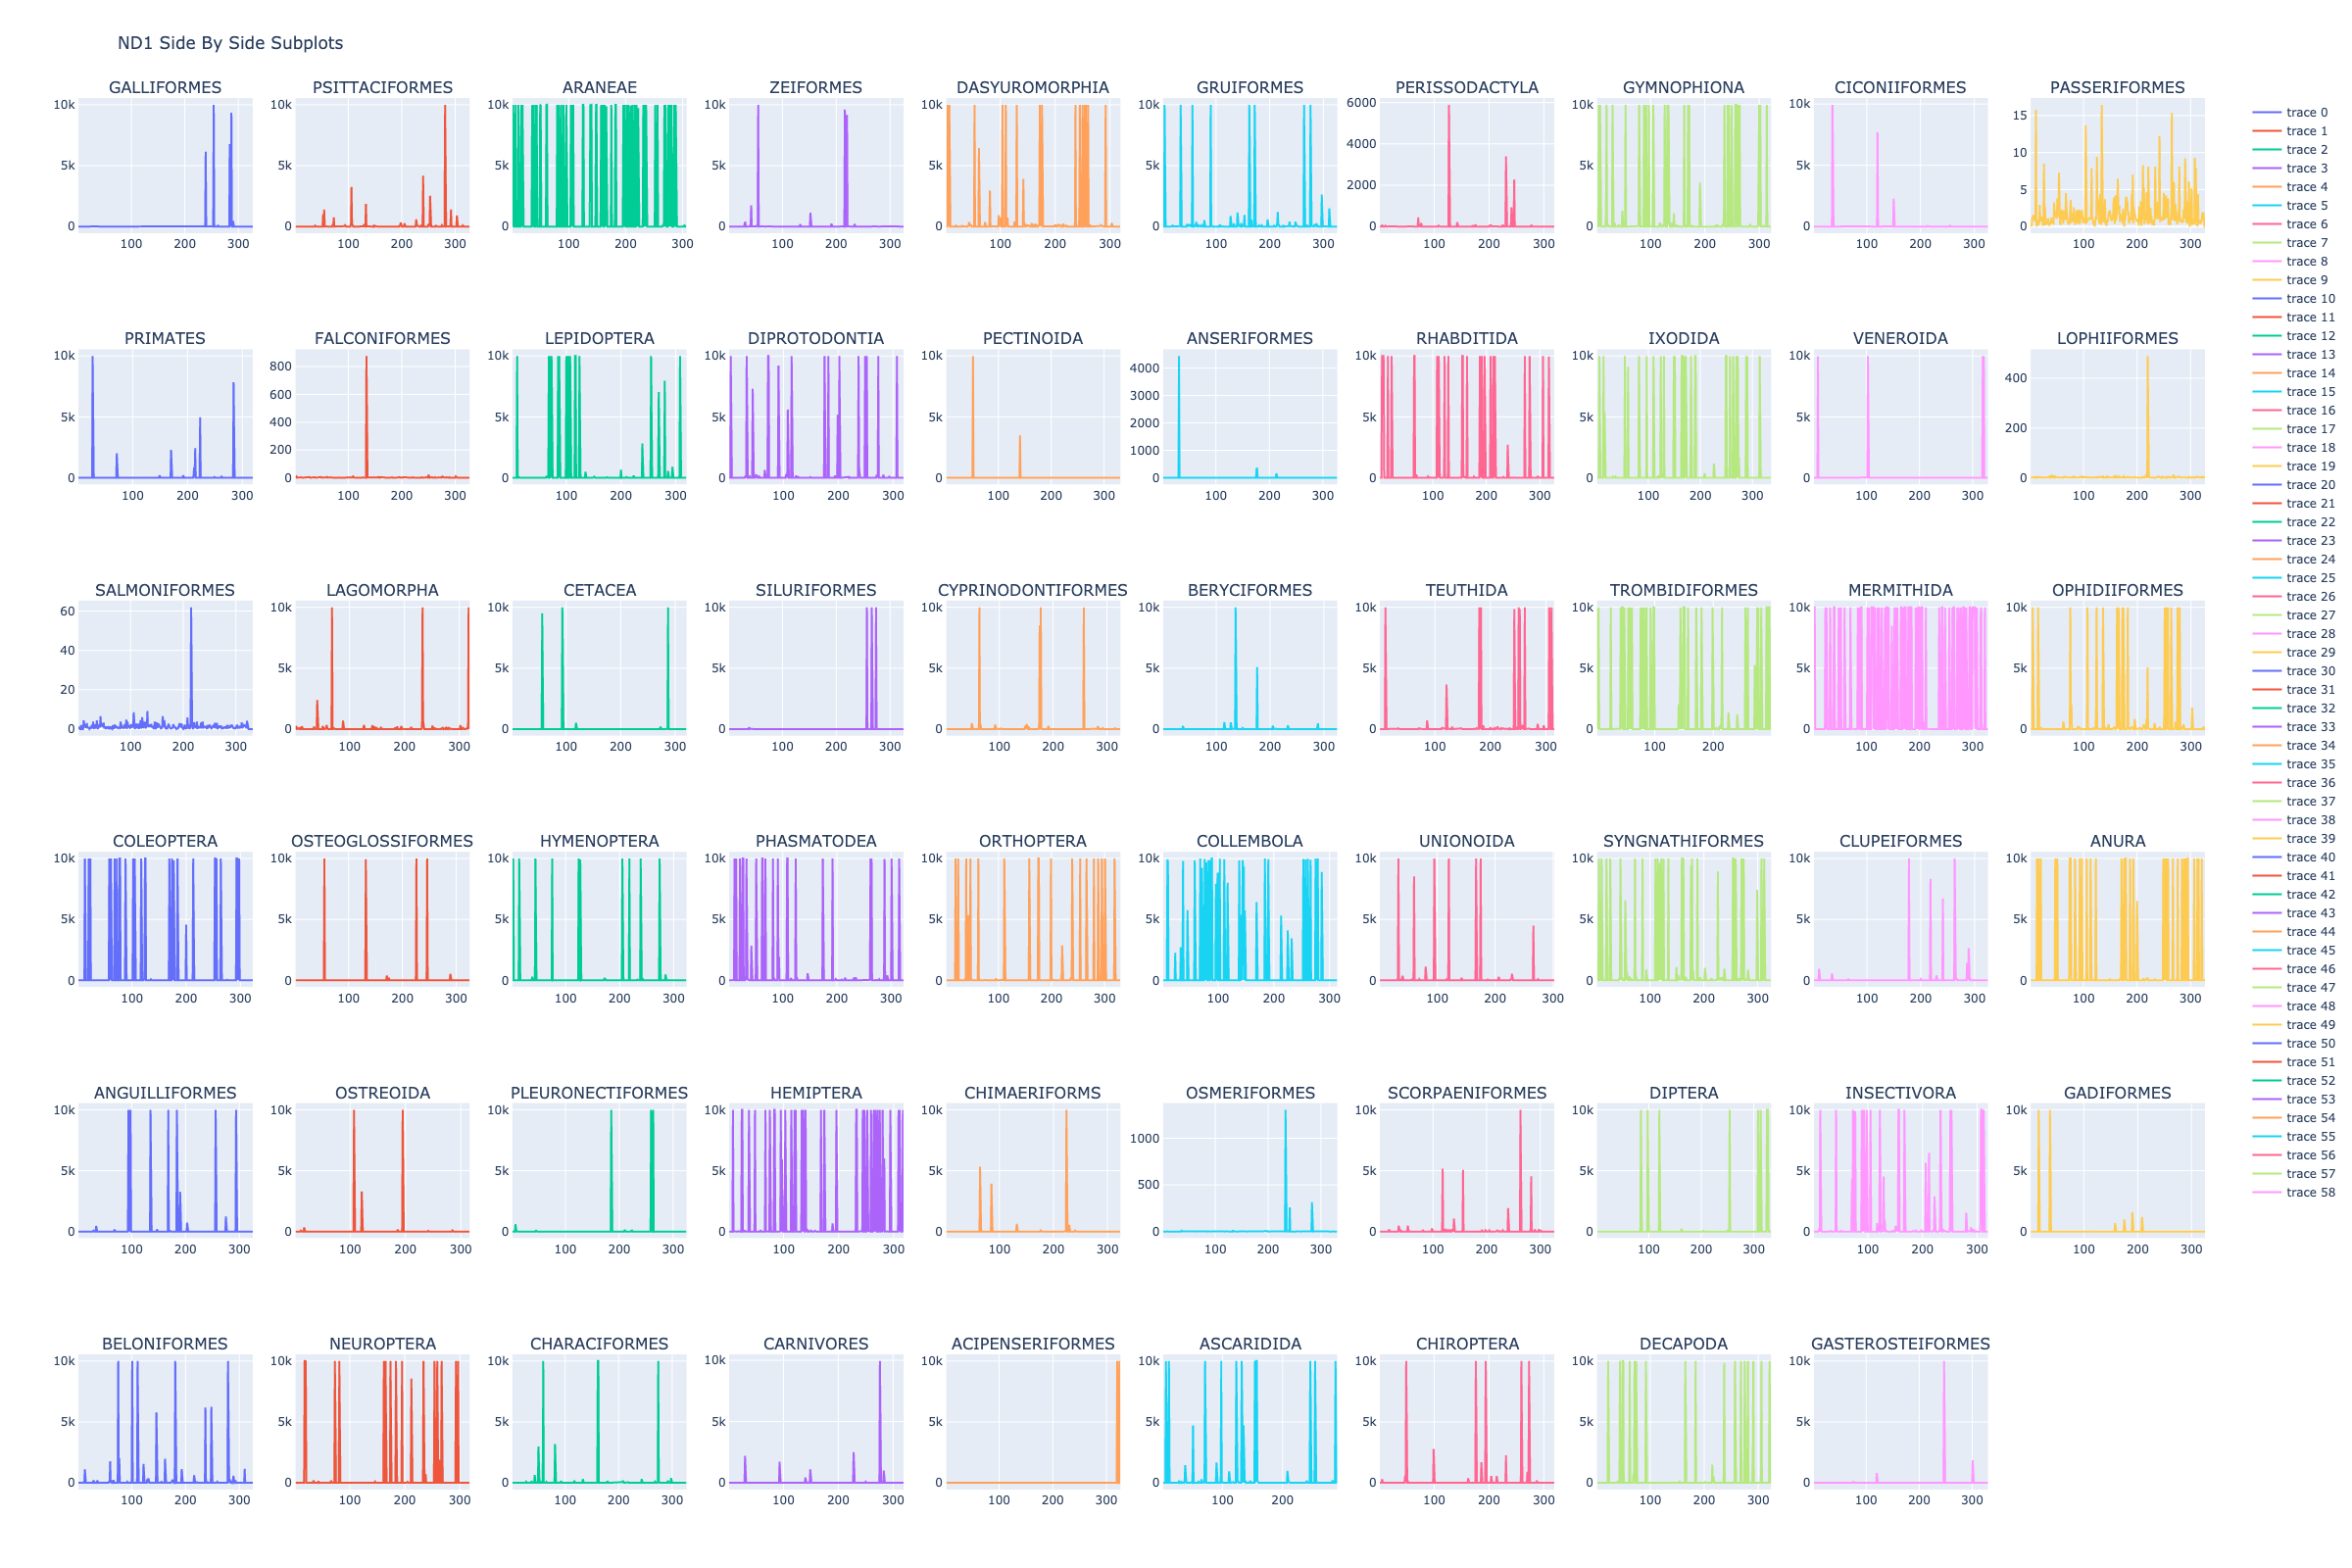 ND1 Side By Side Subplots
GALLIFORMES PSITTACIFORMES ARANEAE ZEIFORMES DASYUROMORPHIA GRUIFORMES PERISSODACTYLA GYMNOPHIONA CICONIIFORMES PASSERIFORMES
10k 10k 10k 10k 10k 10k 6000 10k 10k 15
5k 5k 5k 5k 5k 5k 4000 5k 5k 10
2000 5
0 0 0 0 0 0 0 0 0 0
100 200 300 100 200 300 100 200 300 100 200 300 100 200 300 100 200 300 100 200 300 100 200 300 100 200 300 100 200 300
PRIMATES FALCONIFORMES LEPIDOPTERA DIPROTODONTIA PECTINOIDA ANSERIFORMES RHABDITIDA IXODIDA VENEROIDA LOPHIIFORMES
10k 800 10k 10k 10k 4000 10k 10k 10k 400
600 3000
5k 400 5k 5k 5k 2000 5k 5k 5k 200
200 1000
0 0 0 0 0 0 0 0 0 0
100 200 300 100 200 300 100 200 300 100 200 300 100 200 300 100 200 300 100 200 300 100 200 300 100 200 300 100 200 300
SALMONIFORMES LAGOMORPHA CETACEA SILURIFORMES CYPRINODONTIFORMES BERYCIFORMES TEUTHIDA TROMBIDIFORMES MERMITHIDA OPHIDIIFORMES
60 10k 10k 10k 10k 10k 10k 10k 10k 10k
40 5k 5k 5k 5k 5k 5k 5k 5k 5k
20
0 0 0 0 0 0 0 0 0 0
100 200 300 100 200 300 100 200 300 100 200 300 100 200 300 100 200 300 100 200 300 100 200 100 200 300 100 200 300
COLEOPTERA OSTEOGLOSSIFORMES HYMENOPTERA PHASMATODEA ORTHOPTERA COLLEMBOLA UNIONOIDA SYNGNATHIFORMES CLUPEIFORMES ANURA
10k 10k 10k 10k 10k 10k 10k 10k 10k 10k
5k 5k 5k 5k 5k 5k 5k 5k 5k 5k
0 0 0 0 0 0 0 0 0 0
100 200 300 100 200 300 100 200 300 100 200 300 100 200 300 100 200 300 100 200 300 100 200 300 100 200 300 100 200 300
ANGUILLIFORMES OSTREOIDA PLEURONECTIFORMES HEMIPTERA CHIMAERIFORMS OSMERIFORMES SCORPAENIFORMES DIPTERA INSECTIVORA GADIFORMES
10k 10k 10k 10k 10k 1000 10k 10k 10k 10k
5k 5k 5k 5k 5k 500 5k 5k 5k 5k
0 0 0 0 0 0 0 0 0 0
100 200 300 100 200 300 100 200 300 100 200 300 100 200 300 100 200 300 100 200 300 100 200 300 100 200 300 100 200 300
BELONIFORMES NEUROPTERA CHARACIFORMES CARNIVORES ACIPENSERIFORMES ASCARIDIDA CHIROPTERA DECAPODA GASTEROSTEIFORMES
10k 10k 10k 10k 10k 10k 10k 10k 10k
5k 5k 5k 5k 5k 5k 5k 5k 5k
0 0 0 0 0 0 0 0 0
100 200 300 100 200 300 100 200 300 100 200 300 100 200 300 100 200 100 200 300 100 200 300 100 200 300
trace 0
trace 1
trace 2
trace 3
trace 4
trace 5
trace 6
trace 7
trace 8
trace 9
trace 10
trace 11
trace 12
trace 13
trace 14
trace 15
trace 16
trace 17
trace 18
trace 19
trace 20
trace 21
trace 22
trace 23
trace 24
trace 25
trace 26
trace 27
trace 28
trace 29
trace 30
trace 31
trace 32
trace 33
trace 34
trace 35
trace 36
trace 37
trace 38
trace 39
trace 40
trace 41
trace 42
trace 43
trace 44
trace 45
trace 46
trace 47
trace 48
trace 49
trace 50
trace 51
trace 52
trace 53
trace 54
trace 55
trace 56
trace 57
trace 58